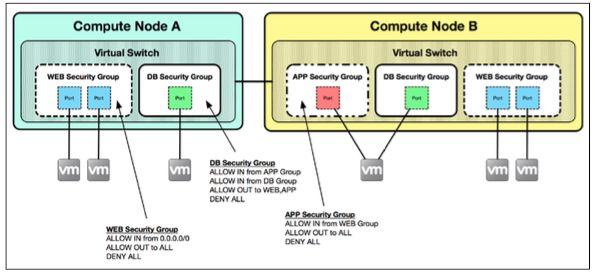 Compute Node A
Virtual Switch
WEB Security Group
Port
Port
DB Security Group
Port
vm
vm
vm
Compute Node B
Virtual Switch
APP Security Group
Port
DB Security Group
Port
WEB Security Group
Port
Port
vm
vm
vm
DB Security Group
ALLOW IN from APP Group
ALLOW IN from DB Group
ALLOW OUT to WEB,APP
DENY ALL
WEB Security Group
ALLOW IN from 0.0.0.0/0
ALLOW OUT to ALL
DENY ALL
APP Security Group
ALLOW IN from WEB Group
ALLOW OUT to ALL
DENY ALL